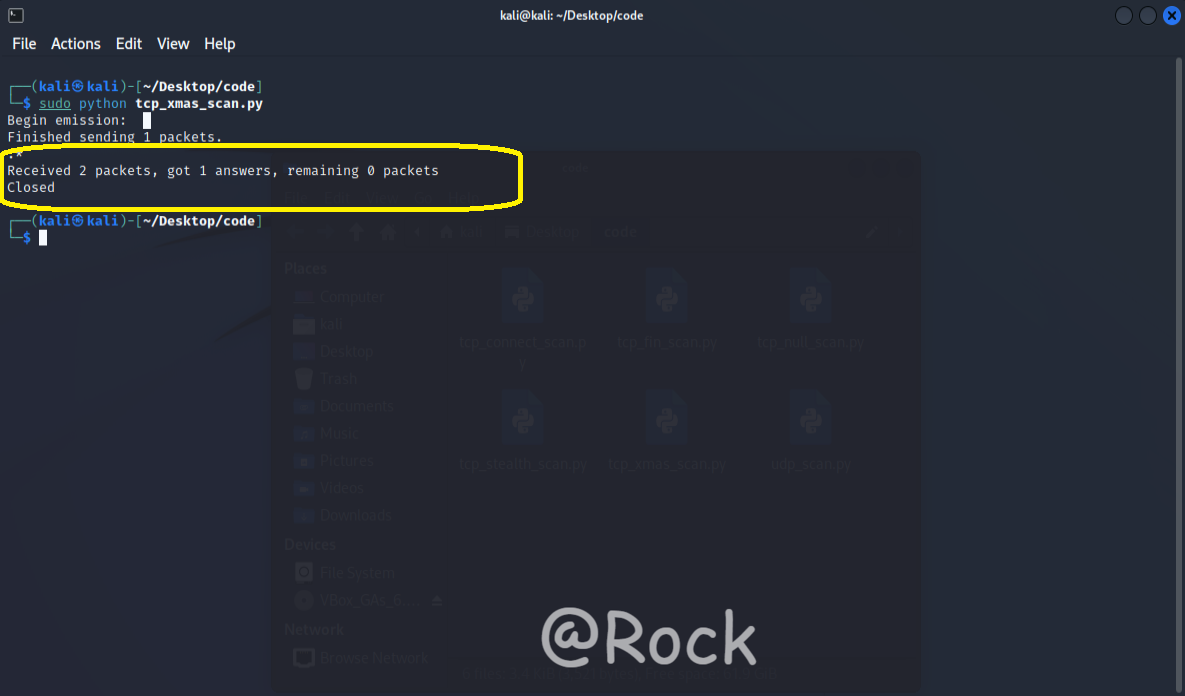 kali@kali: ~/Desktop/code
File Actions Edit View Help
┌──(kali㉿kali)-[~/Desktop/code]
└─$ sudo python tcp_xmas_scan.py
Begin emission:
Finished sending 1 packets.
.*
Received 2 packets, got 1 answers, remaining 0 packets
Closed
┌──(kali㉿kali)-[~/Desktop/code]
└─$
code
kali Desktop code
Places
Computer
kali
Desktop
Trash
Documents
Music
Pictures
Videos
Downloads
Devices
File System
VBox_GAs_6...
Network
Browse Network
tcp_connect_scan.p
y
tcp_fin_scan.py
tcp_null_scan.py
tcp_stealth_scan.py
tcp_xmas_scan.py
udp_scan.py
@Rock